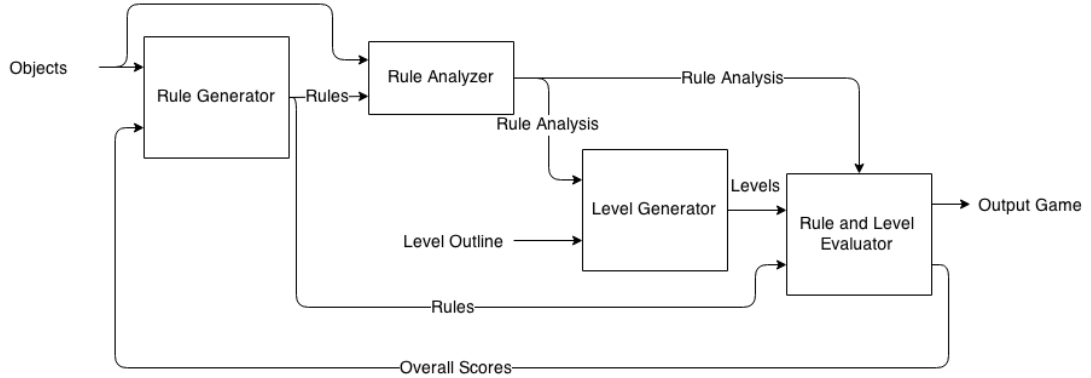 Objects
Rule Generator
Rules
Rule Analyzer
Rule Analysis
Rule Analysis
Level Generator
Levels
Level Outline
Rule and Level
Evaluator
Output Game
Rules
Overall Scores